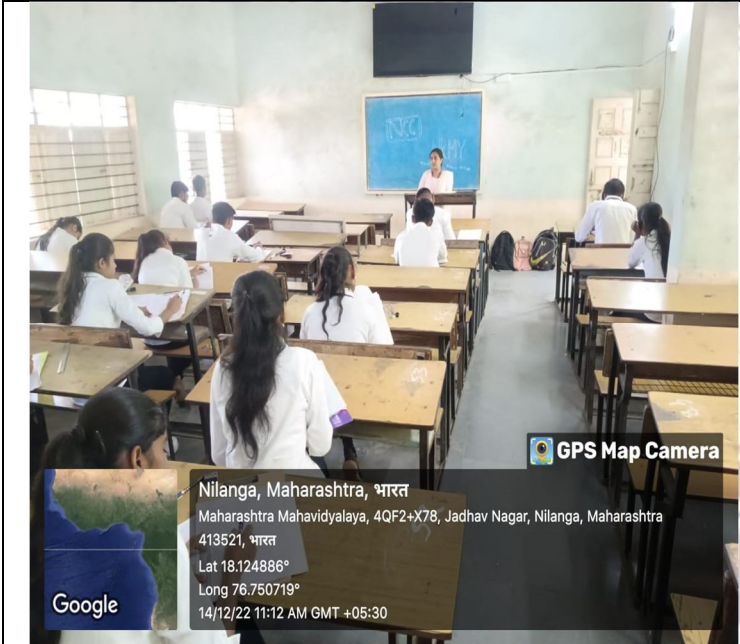 NCC
GPS Map Camera
Nilanga, Maharashtra, भारत
Maharashtra Mahavidyalaya, 4QF2+X78, Jadhav Nagar, Nilanga, Maharashtra
413521, भारत
Lat 18.124886°
Long 76.750719°
14/12/22 11:12 AM GMT +05:30
Google